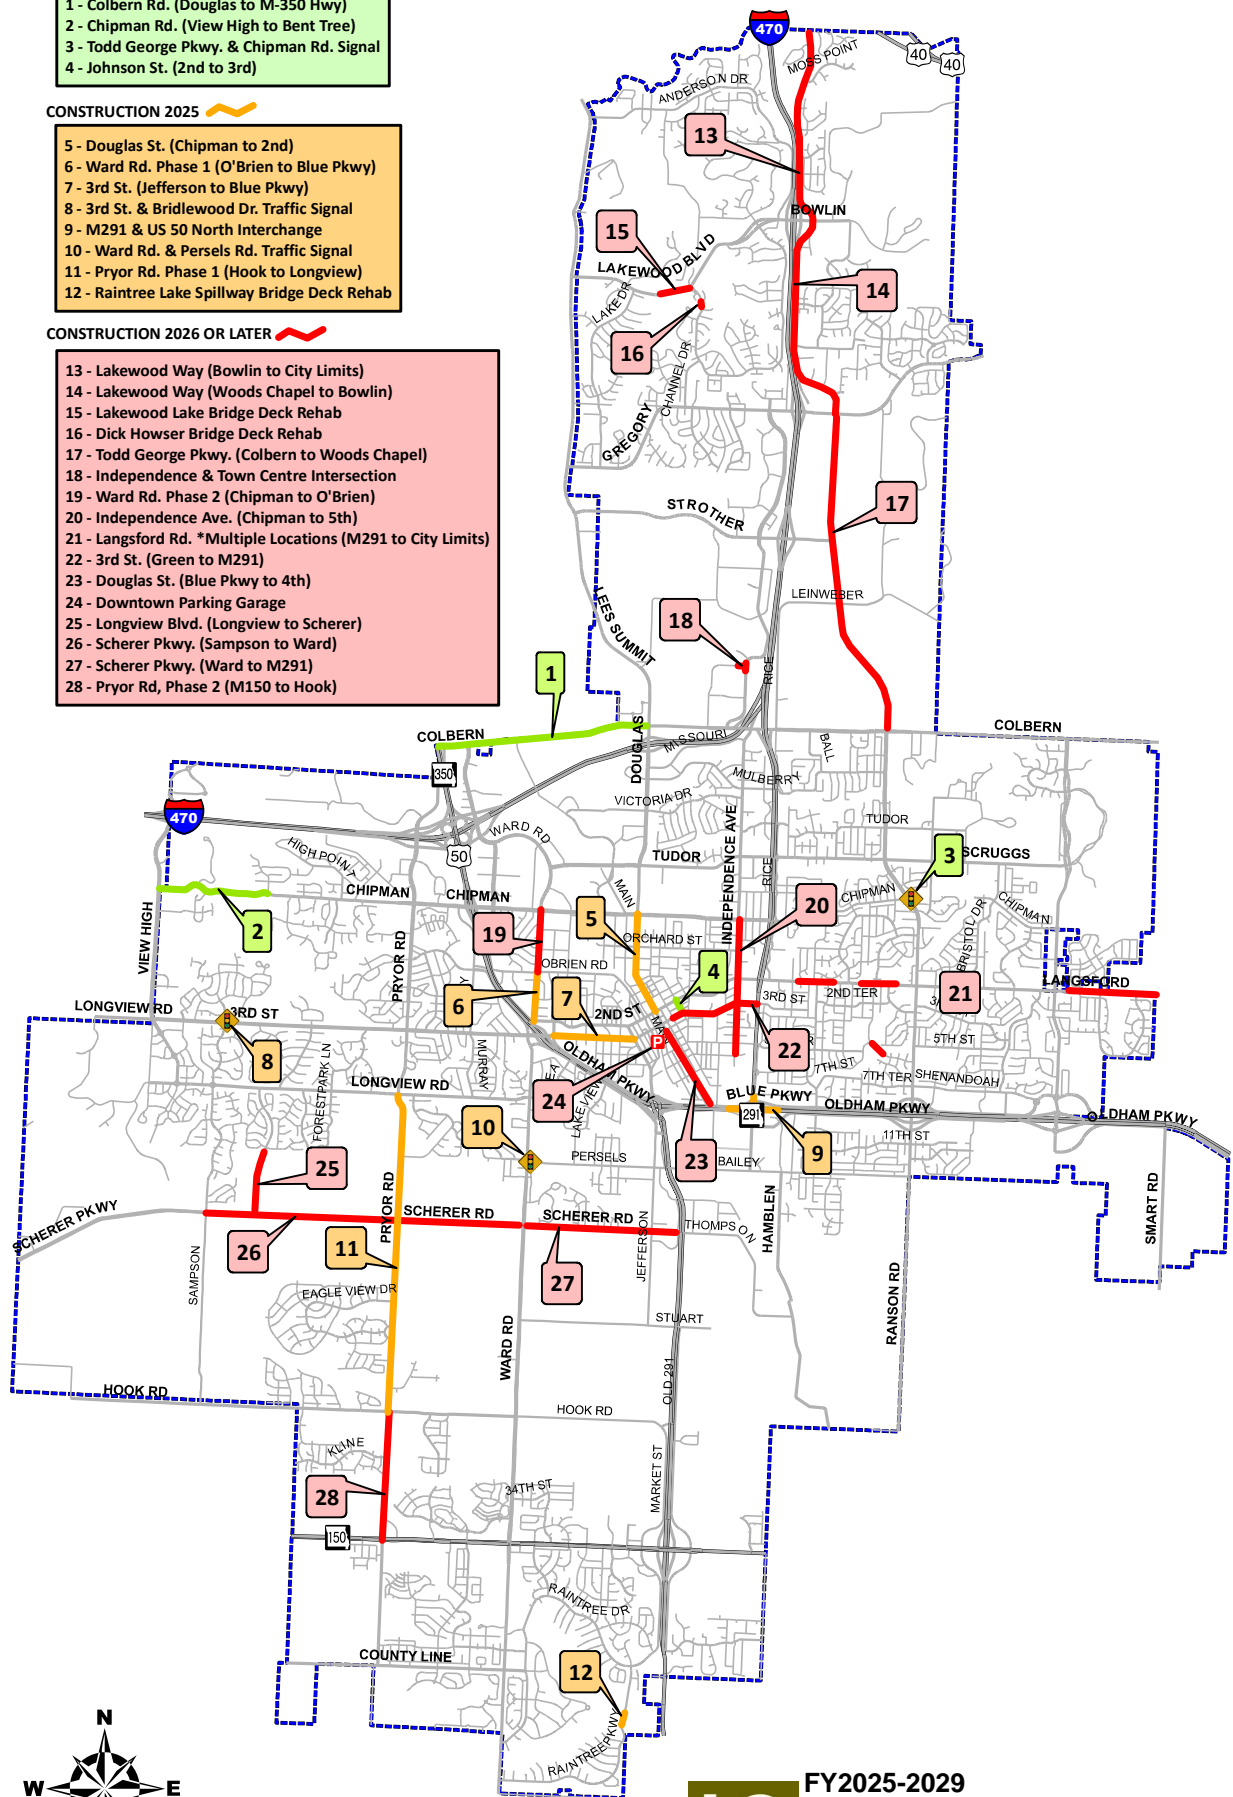 1 - Colbern Rd. (Douglas to M-350 Hwy)
2 - Chipman Rd. (View High to Bent Tree)
3 - Todd George Pkwy. & Chipman Rd. Signal
4 - Johnson St. (2nd to 3rd)
CONSTRUCTION 2025
5 - Douglas St. (Chipman to 2nd)
6 - Ward Rd. Phase 1 (O'Brien to Blue Pkwy)
7 - 3rd St. (Jefferson to Blue Pkwy)
8 - 3rd St. & Bridlewood Dr. Traffic Signal
9 - M291 & US 50 North Interchange
10 - Ward Rd. & Persels Rd. Traffic Signal
11 - Pryor Rd. Phase 1 (Hook to Longview)
12 - Raintree Lake Spillway Bridge Deck Rehab
CONSTRUCTION 2026 OR LATER
13 - Lakewood Way (Bowlin to City Limits)
14 - Lakewood Way (Woods Chapel to Bowlin)
15 - Lakewood Lake Bridge Deck Rehab
16 - Dick Howser Bridge Deck Rehab
17 - Todd George Pkwy. (Colbern to Woods Chapel)
18 - Independence & Town Centre Intersection
19 - Ward Rd. Phase 2 (Chipman to O'Brien)
20 - Independence Ave. (Chipman to 5th)
21 - Langsford Rd. *Multiple Locations (M291 to City Limits)
22 - 3rd St. (Green to M291)
23 - Douglas St. (Blue Pkwy to 4th)
24 - Downtown Parking Garage
25 - Longview Blvd. (Longview to Scherer)
26 - Scherer Pkwy. (Sampson to Ward)
27 - Scherer Pkwy. (Ward to M291)
28 - Pryor Rd, Phase 2 (M150 to Hook)
470
40
40
MOSS POINT
ANDERSON DR
13
BOWLIN
15
LAKEWOOD BLVD
LAKE DR
14
16
CHANNEL DR
GREGORY
STROTHER
17
LEINWEBER
LEES SUMMIT
18
RICE
1
COLBERN
DOUGLAS
MISSOURI
COLBERN
BALL
350
MULBERRY
VICTORIA DR
470
WARD RD
INDEPENDENCE AVE
TUDOR
HIGH POINT
50
TUDOR
RICE
3
SCRUGGS
CHIPMAN
CHIPMAN
MAIN
CHIPMAN
CHIPMAN
2
19
5
20
ORCHARD ST
BRISTOL DR
VIEW HIGH
PRYOR RD
OBRIEN RD
4
LANGSFORD
LONGVIEW RD
3RD ST
6
7
2ND ST
3RD ST
2ND TER
21
8
22
5TH ST
FORESTPARK LN
MURRAY
OLDHAM PKWY
7TH ST
7TH TER
SHENANDOAH
LONGVIEW RD
24
LAKEVIEW
BLUE PKWY
291
OLDHAM PKWY
OLDHAM PKWY
10
11TH ST
25
PERSELS
23
BAILEY
9
SCHERER PKWY
PRYOR RD
SCHERER RD
SCHERER RD
THOMPSON
HAMBLEN
SMART RD
26
11
27
JEFFERSON
SAMPSON
EAGLE VIEW DR
RANSON RD
WARD RD
STUART
OLD 291
HOOK RD
HOOK RD
KLINE
34TH ST
MARKET ST
28
150
RAINTREE DR
COUNTY LINE
12
RAINTREE PKWY
N
W
E
FY2025-2029